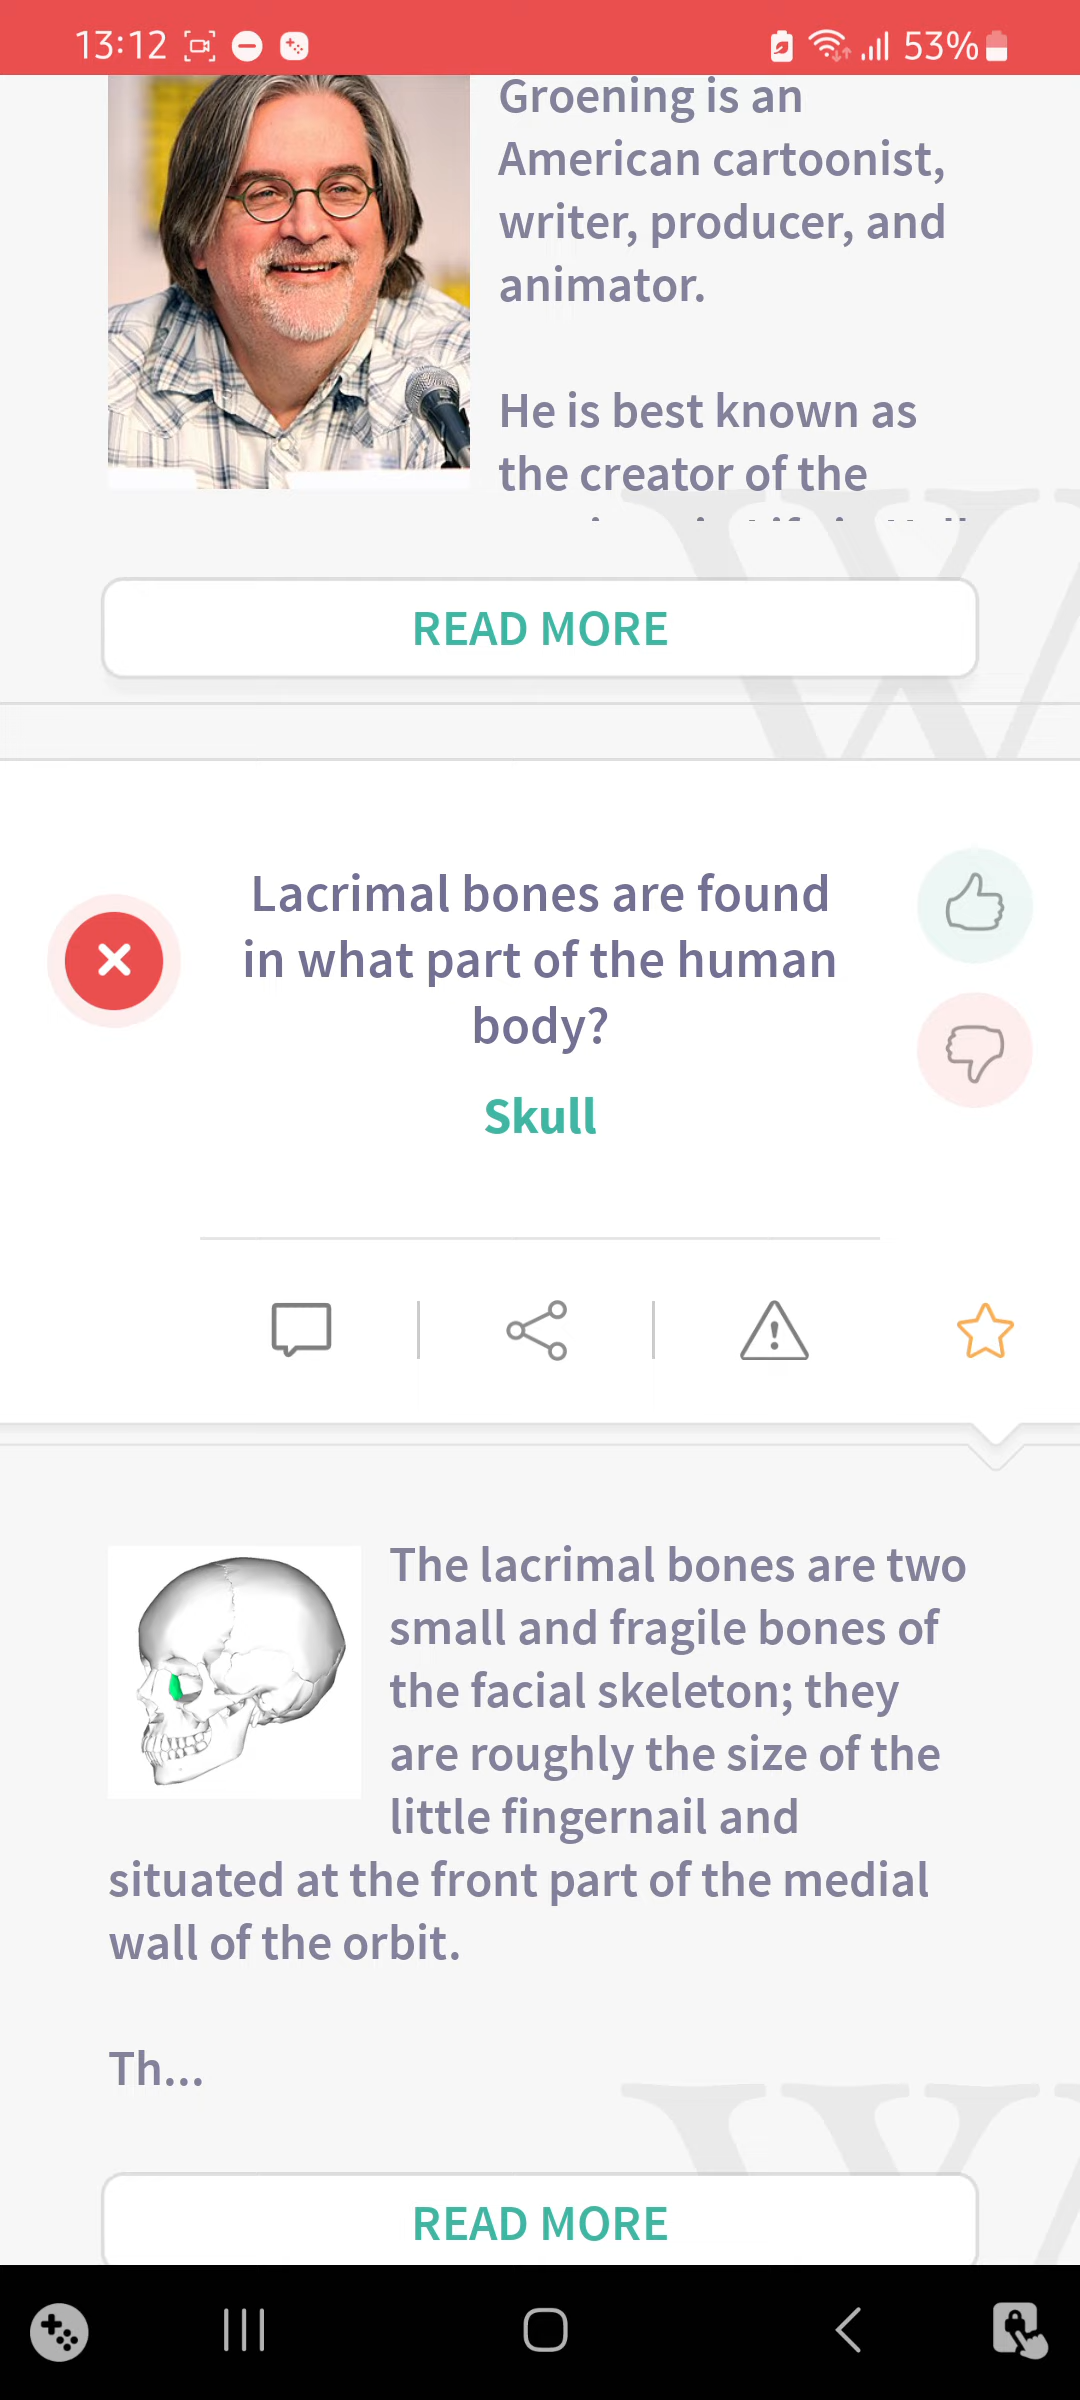 13:12
53%
Groening is an
American cartoonist,
writer, producer, and
animator.
He is best known as
the creator of the
READ MORE
Lacrimal bones are found
in what part of the human
body?
Skull
The lacrimal bones are two
small and fragile bones of
the facial skeleton; they
are roughly the size of the
little fingernail and
situated at the front part of the medial
wall of the orbit.
Th...
READ MORE